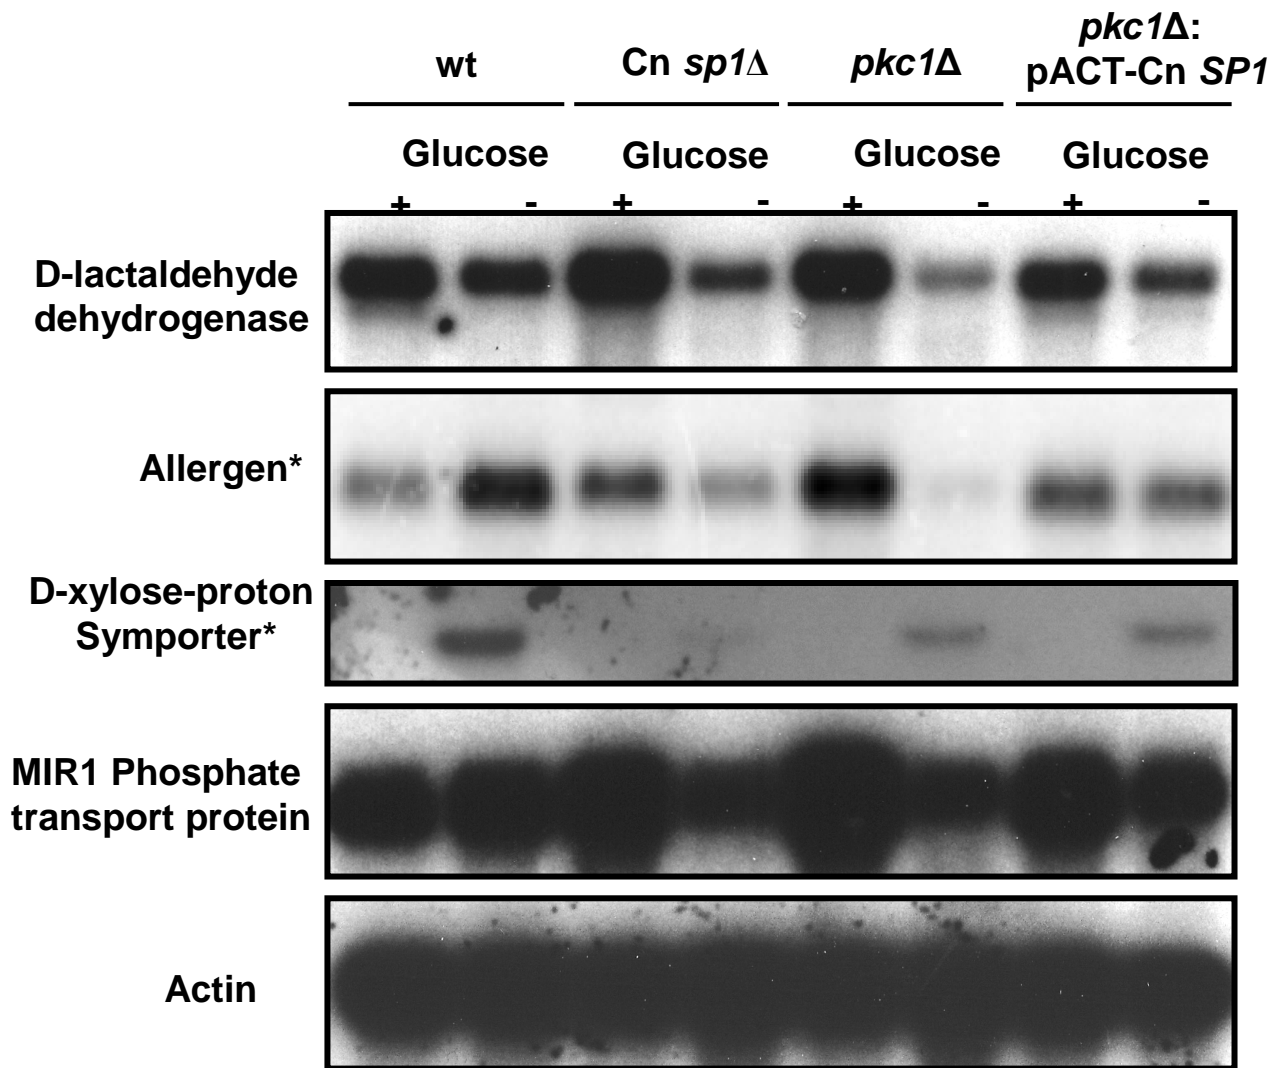 wt
Cn sp1Δ
pkc1Δ
pkc1Δ:
pACT-Cn SP1
Glucose
Glucose
Glucose
Glucose
+ - + - + - + -
D-lactaldehyde
dehydrogenase
Allergen*
D-xylose-proton
Symporter*
MIR1 Phosphate
transport protein
Actin